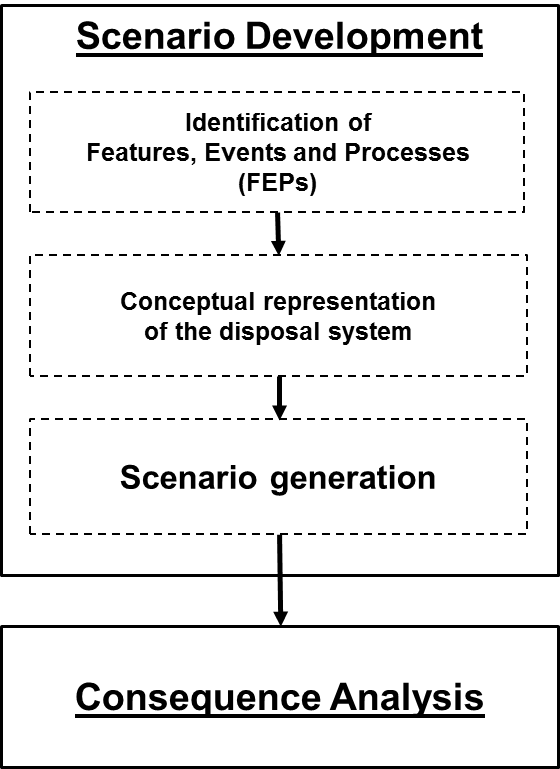 Scenario Development
Identification of
Features, Events and Processes
(FEPs)
Conceptual representation
of the disposal system
Scenario generation
Consequence Analysis